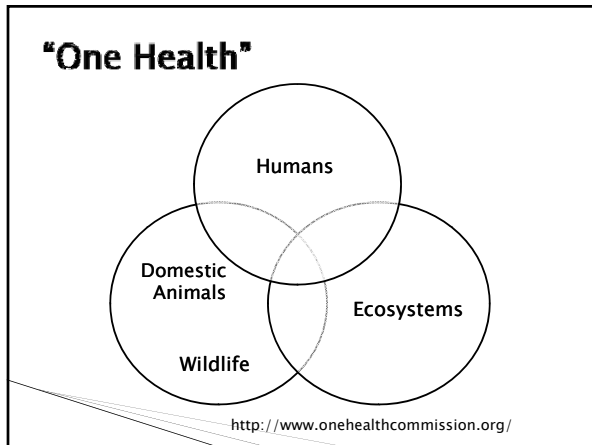 “One Health”
Humans
Domestic
Animals
Ecosystems
Wildlife
http://www.onehealthcommission.org/